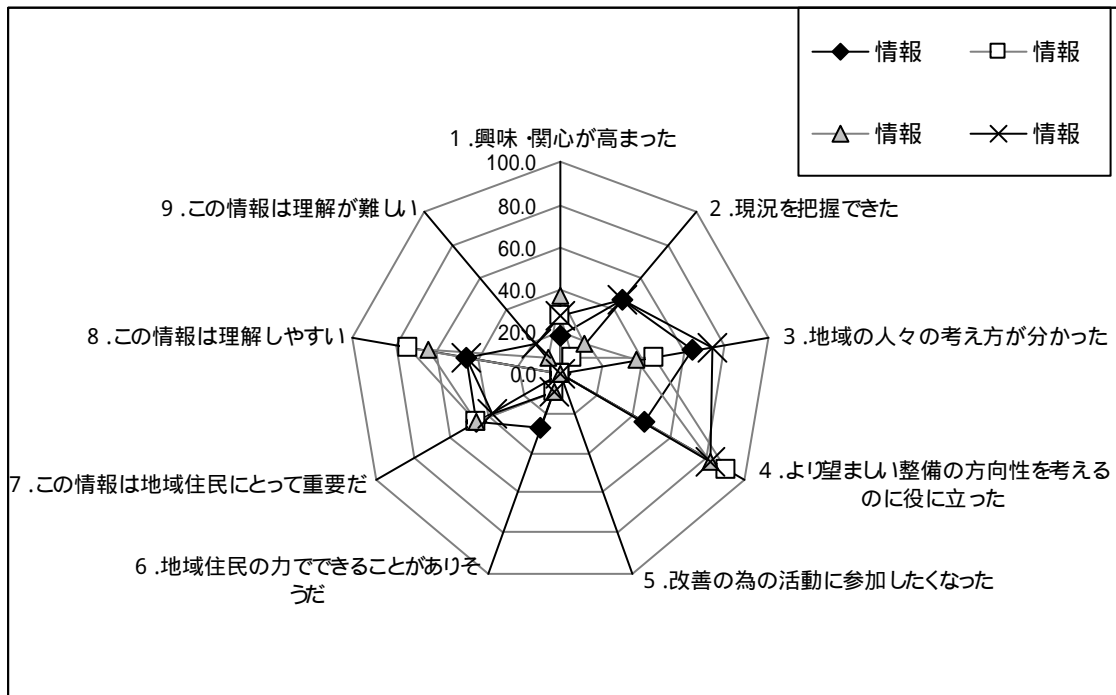 情報
情報
情報
情報
1.興味・関心が高まった
100.0
80.0
60.0
40.0
20.0
0.0
2.現況を把握できた
3.地域の人々の考え方が分かった
4.より望ましい整備の方向性を考える
のに役に立った
5.改善の為の活動に参加したくなった
6.地域住民の力でできることがありそ
うだ
7.この情報は地域住民にとって重要だ
8.この情報は理解しやすい
9.この情報は理解が難しい